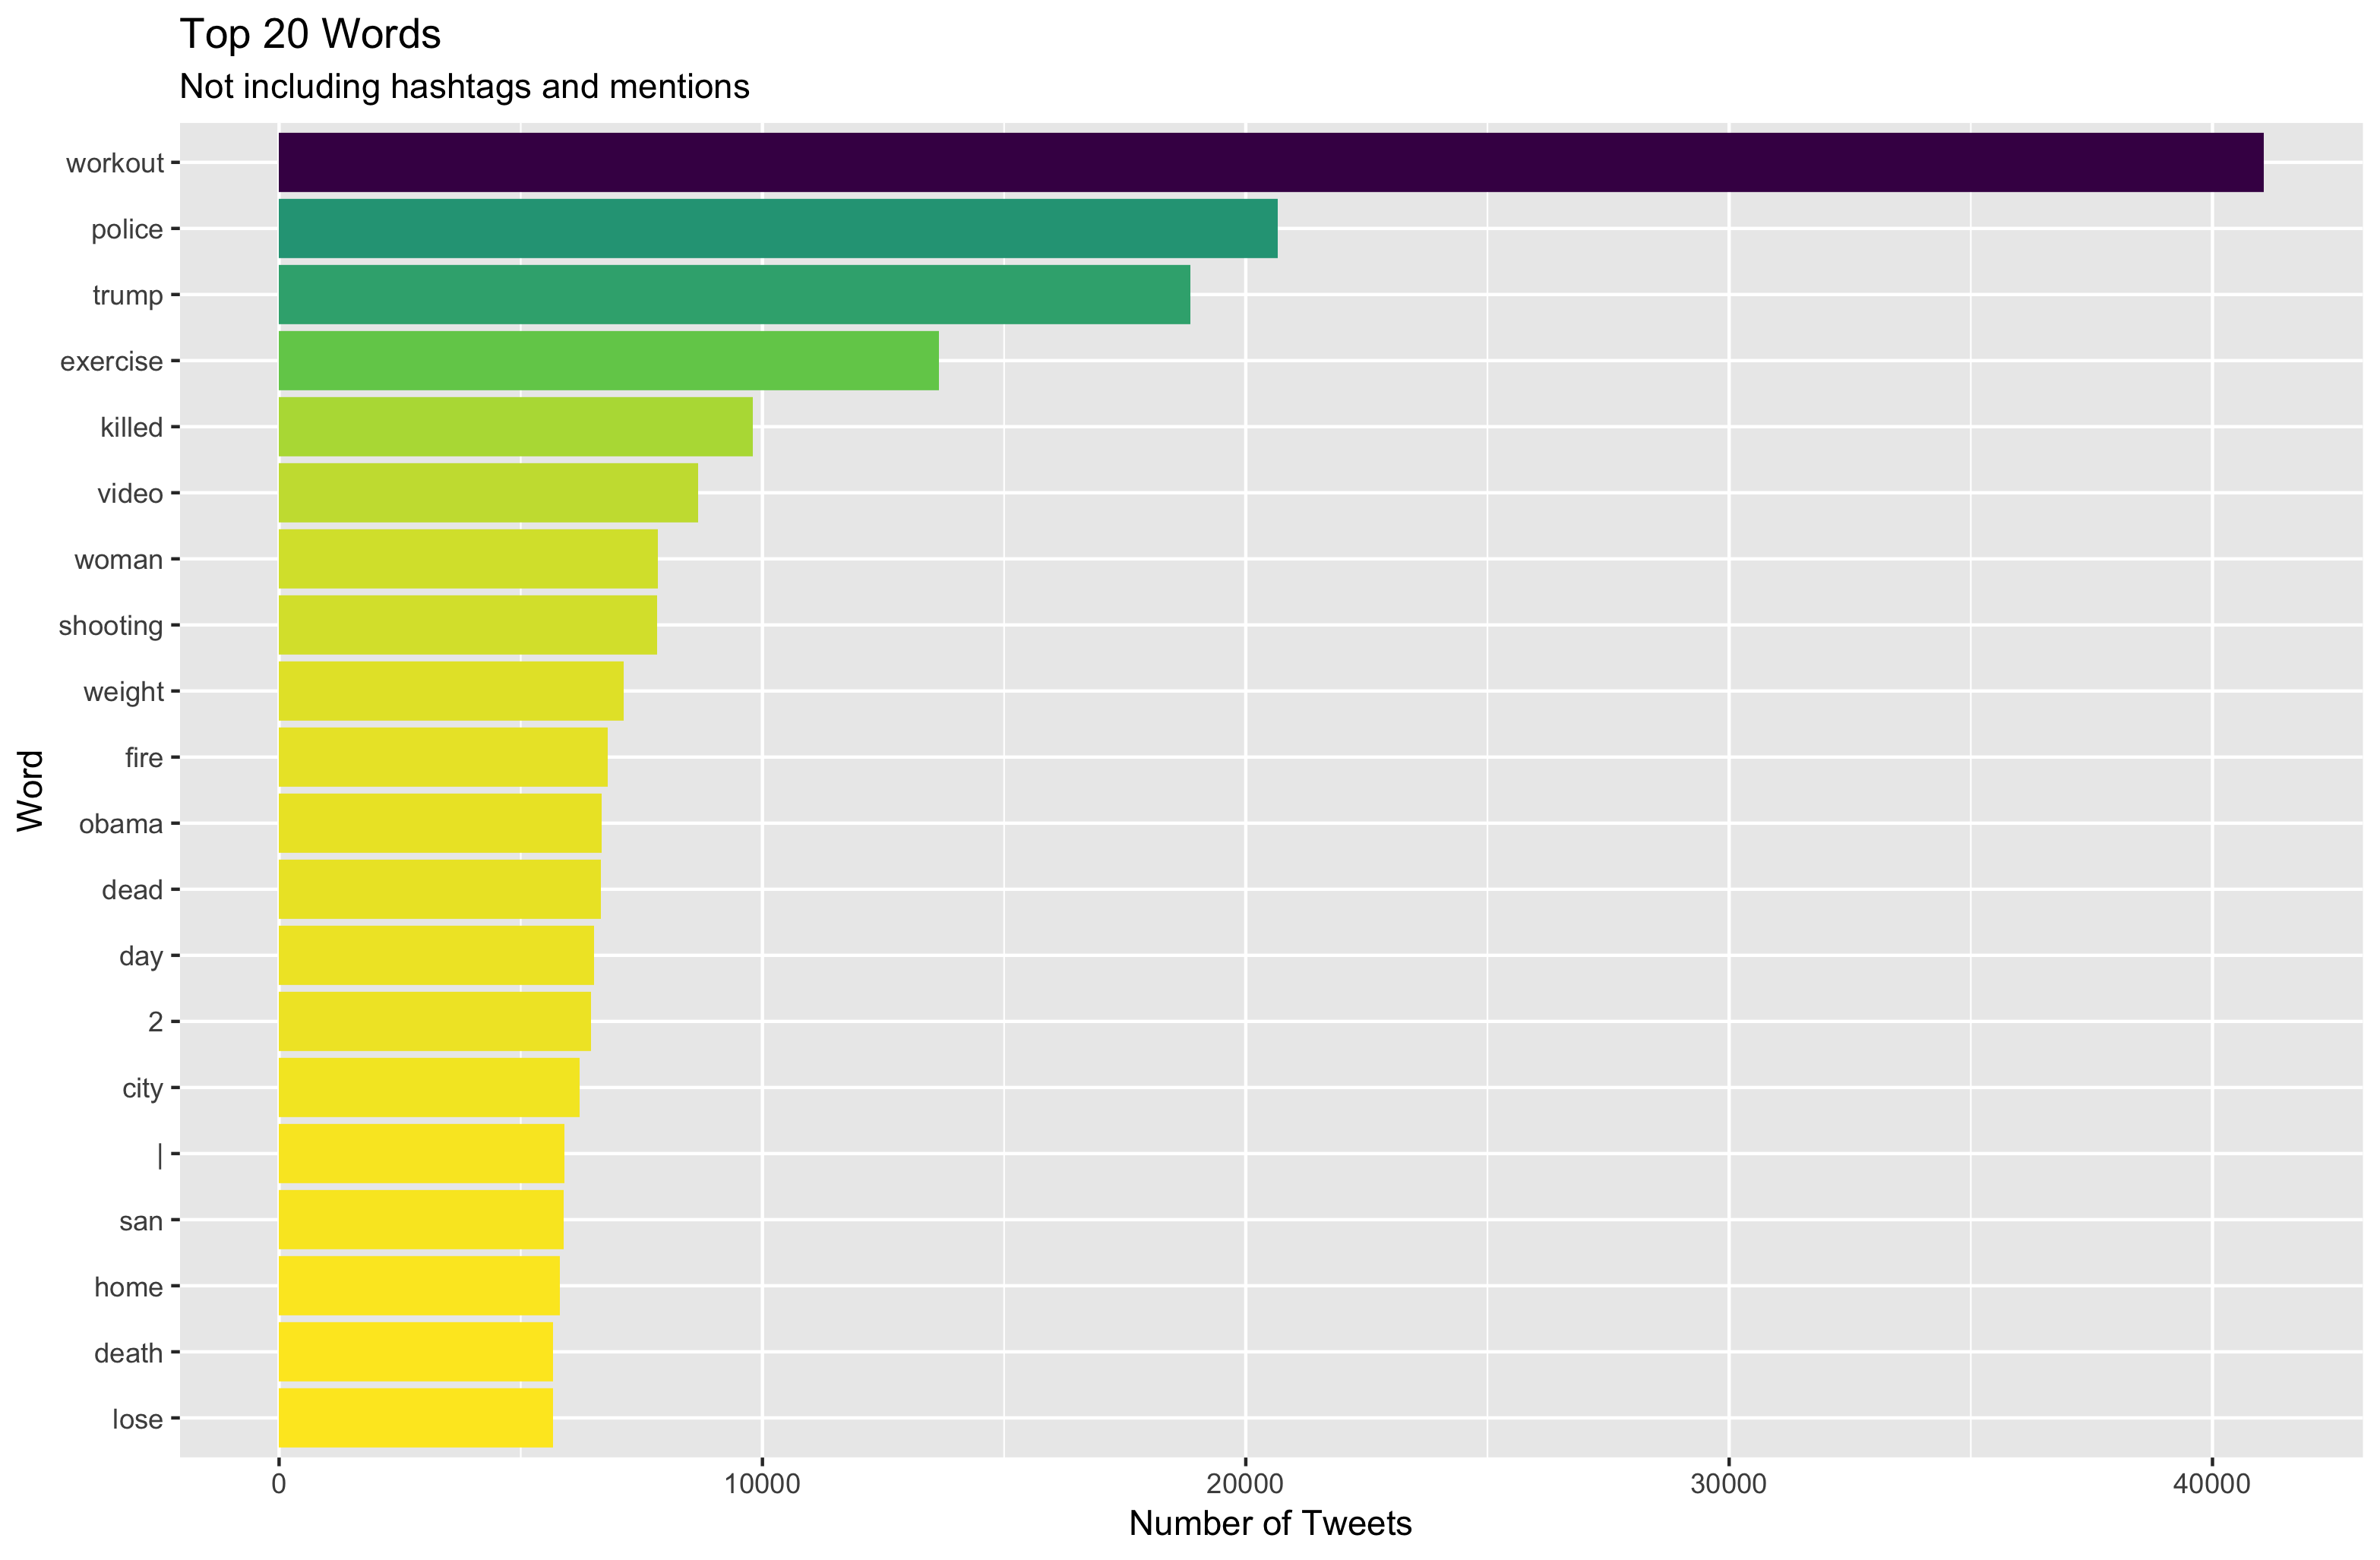 Top 20 Words
Not including hashtags and mentions
Word
workout
police
trump
exercise
killed
video
woman
shooting
weight
fire
obama
dead
day
2
city
|
san
home
death
lose
0 10000 20000 30000 40000
Number of Tweets